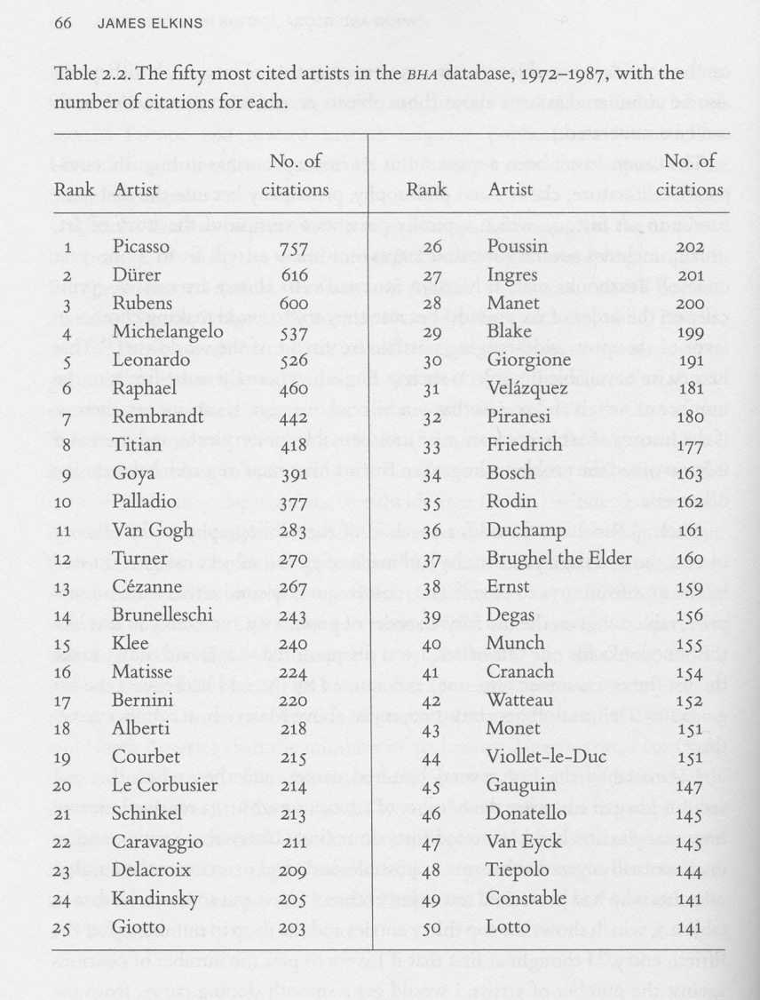 66 JAMES ELKINS
Table 2.2. The fifty most cited artists in the BHA database, 1972–1987, with the
number of citations for each.
No. of No. of
Rank Artist citations Rank Artist citations
1 Picasso 757 26 Poussin 202
2 Dürer 616 27 Ingres 201
3 Rubens 600 28 Manet 200
4 Michelangelo 537 29 Blake 199
5 Leonardo 526 30 Giorgione 191
6 Raphael 460 31 Velázquez 181
7 Rembrandt 442 32 Piranesi 180
8 Titian 418 33 Friedrich 177
9 Goya 391 34 Bosch 163
10 Palladio 377 35 Rodin 162
11 Van Gogh 283 36 Duchamp 161
12 Turner 270 37 Brughel the Elder 160
13 Cézanne 267 38 Ernst 159
14 Brunelleschi 243 39 Degas 156
15 Klee 240 40 Munch 155
16 Matisse 224 41 Cranach 154
17 Bernini 220 42 Watteau 152
18 Alberti 218 43 Monet 151
19 Courbet 215 44 Viollet-le-Duc 151
20 Le Corbusier 214 45 Gauguin 147
21 Schinkel 213 46 Donatello 145
22 Caravaggio 211 47 Van Eyck 145
23 Delacroix 209 48 Tiepolo 144
24 Kandinsky 205 49 Constable 141
25 Giotto 203 50 Lotto 141